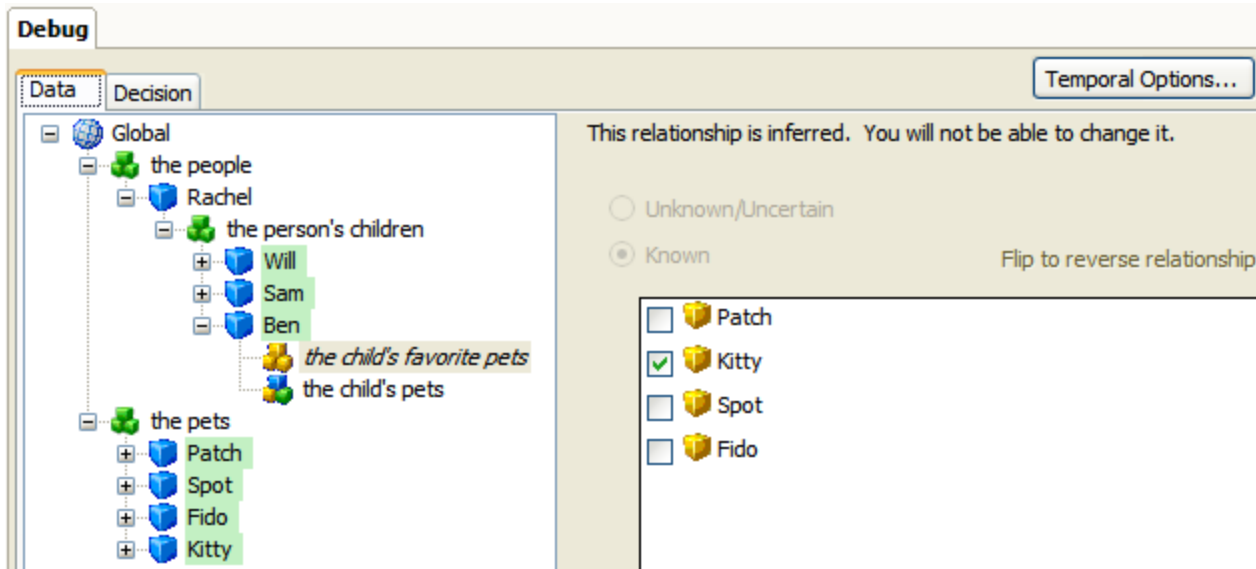 Debug
Data
Decision
Temporal Options...
Global
the people
Rachel
the person's children
Will
Sam
Ben
the child's favorite pets
the child's pets
the pets
Patch
Spot
Fido
Kitty
This relationship is inferred. You will not be able to change it.
Unknown/Uncertain
Known
Flip to reverse relationship
Patch
Kitty
Spot
Fido